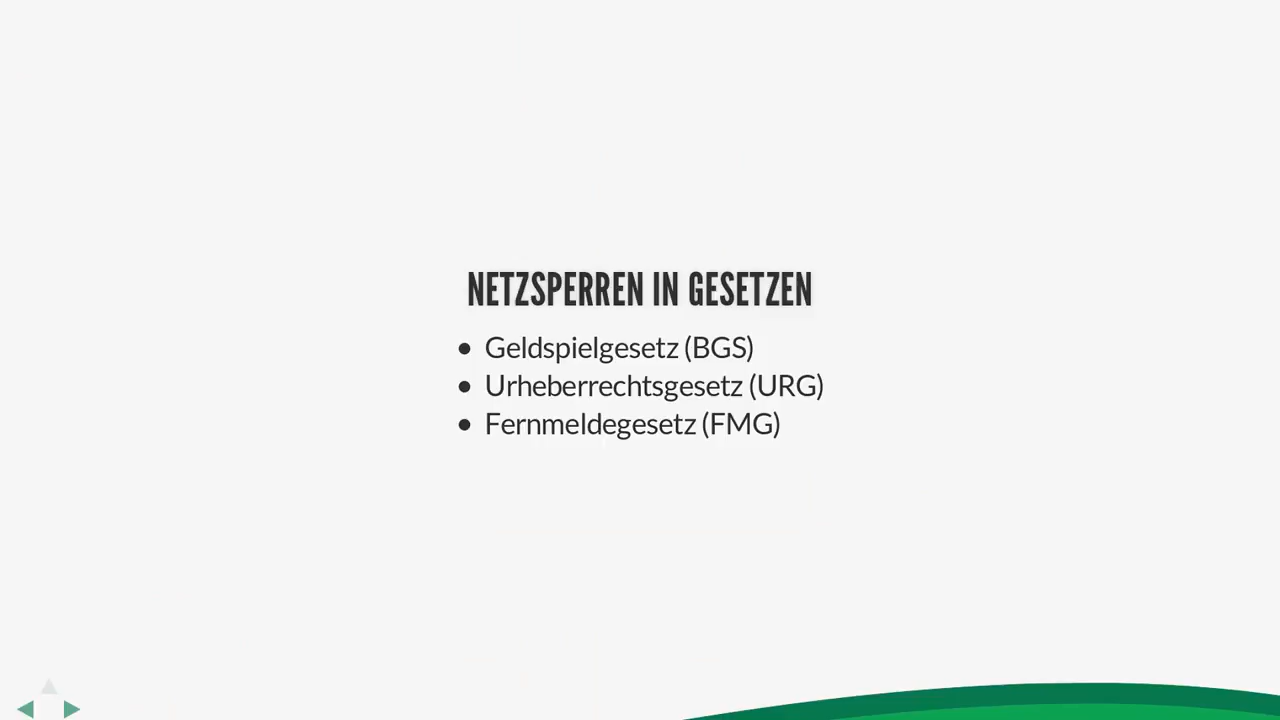 NETZSPERREN IN GESETZEN
• Geldspielgesetz (BGS)
• Urheberrechtsgesetz (URG)
• Fernmeldegesetz (FMG)